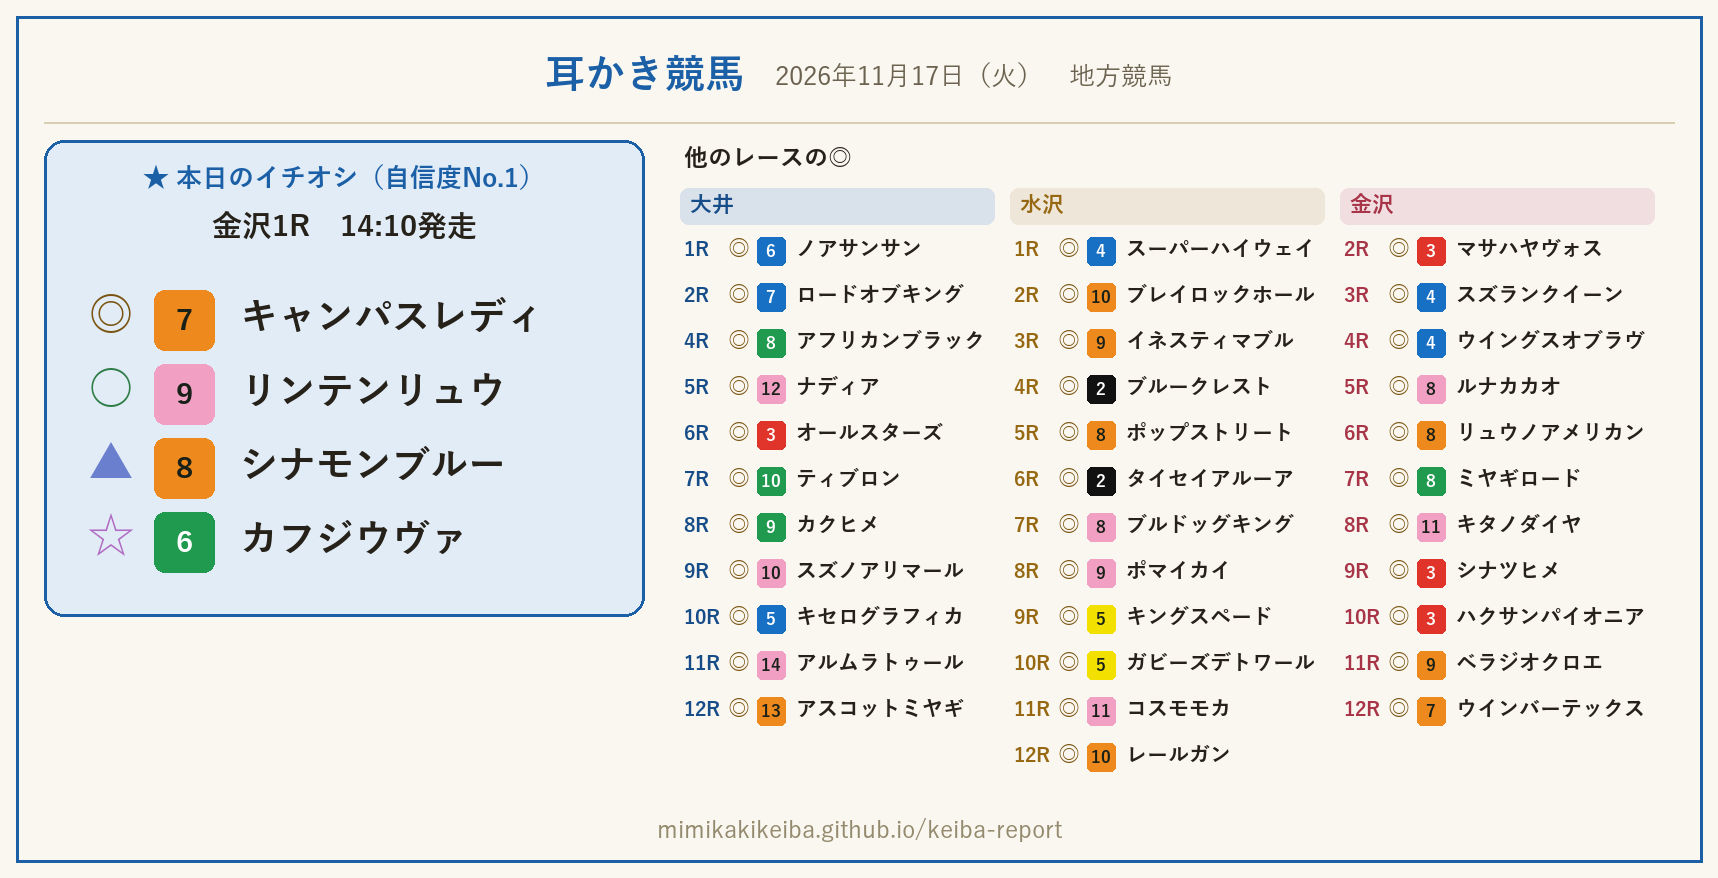 耳かき競馬 2026年11月17日（火） 地方競馬
★ 本日のイチオシ（自信度No.1）
金沢1R 14:10発走
◎ 7 キャンパスレディ
○ 9 リンテンリュウ
▲ 8 シナモンブルー
☆ 6 カフジウヴァ
他のレースの◎
大井
1R ◎ 6 ノアサンサン
2R ◎ 7 ロードオブキング
4R ◎ 8 アフリカンブラック
5R ◎ 12 ナディア
6R ◎ 3 オールスターズ
7R ◎ 10 ティブロン
8R ◎ 9 カクヒメ
9R ◎ 10 スズノアリマール
10R ◎ 5 キセログラフィカ
11R ◎ 14 アルムラトゥール
12R ◎ 13 アスコットミヤギ
水沢
1R ◎ 4 スーパーハイウェイ
2R ◎ 10 ブレイロックホール
3R ◎ 9 イネスティマブル
4R ◎ 2 ブルークレスト
5R ◎ 8 ポップストリート
6R ◎ 2 タイセイアルーア
7R ◎ 8 ブルドッグキング
8R ◎ 9 ポマイカイ
9R ◎ 5 キングスペード
10R ◎ 5 ガビーズデトワール
11R ◎ 11 コスモモカ
12R ◎ 10 レールガン
金沢
2R ◎ 3 マサハヤヴォス
3R ◎ 4 スズランクイーン
4R ◎ 4 ウイングスオブラヴ
5R ◎ 8 ルナカカオ
6R ◎ 8 リュウノアメリカン
7R ◎ 8 ミヤギロード
8R ◎ 11 キタノダイヤ
9R ◎ 3 シナツヒメ
10R ◎ 3 ハクサンパイオニア
11R ◎ 9 ベラジオクロエ
12R ◎ 7 ウインバーテックス
mimikakikeiba.github.io/keiba-report